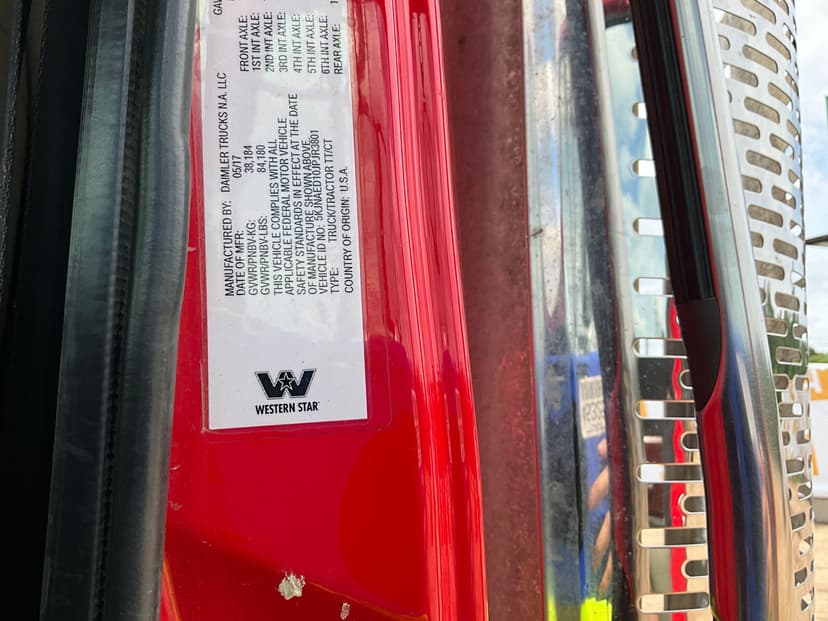 MANUFACTURED BY: DAIMLER TRUCKS N.A. LLC
DATE OF MFR: 05/17
GVWR/PNBV-KG: 38,184
GVWR/PNBV-LBS: 84,180
THIS VEHICLE COMPLIES WITH ALL
APPLICABLE FEDERAL MOTOR VEHICLE
SAFETY STANDARDS IN EFFECT AT THE DATE
OF MANUFACTURE SHOWN ABOVE
VEHICLE ID NO: 5KJNAED10JPJR3801
TYPE: TRUCK/TRACTOR TT/CT
COUNTRY OF ORIGIN: U.S.A.
FRONT AXLE:
1ST INT AXLE:
2ND INT AXLE:
3RD INT AXLE:
4TH INT AXLE:
5TH INT AXLE:
6TH INT AXLE:
REAR AXLE:
WESTERN STAR